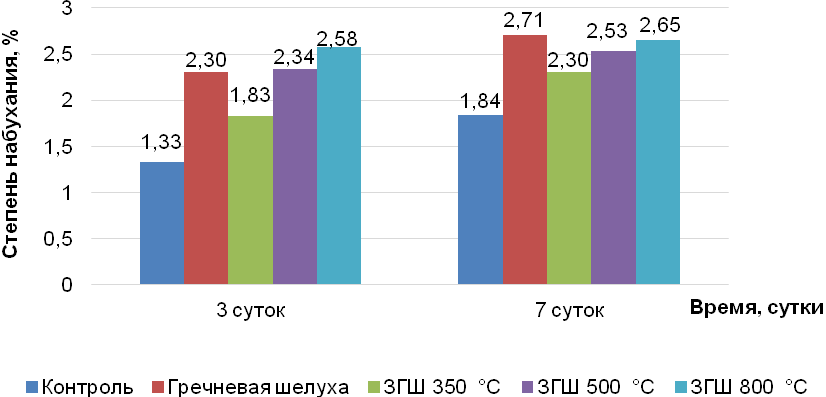 Степень набухания, %
3
2,5
2
1,5
1
0,5
0
1,33
2,30
1,83
2,34
2,58
1,84
2,71
2,30
2,53
2,65
3 суток
7 суток
Время, сутки
Контроль
Гречневая шелуха
ЗГШ 350 °С
ЗГШ 500 °С
ЗГШ 800 °С